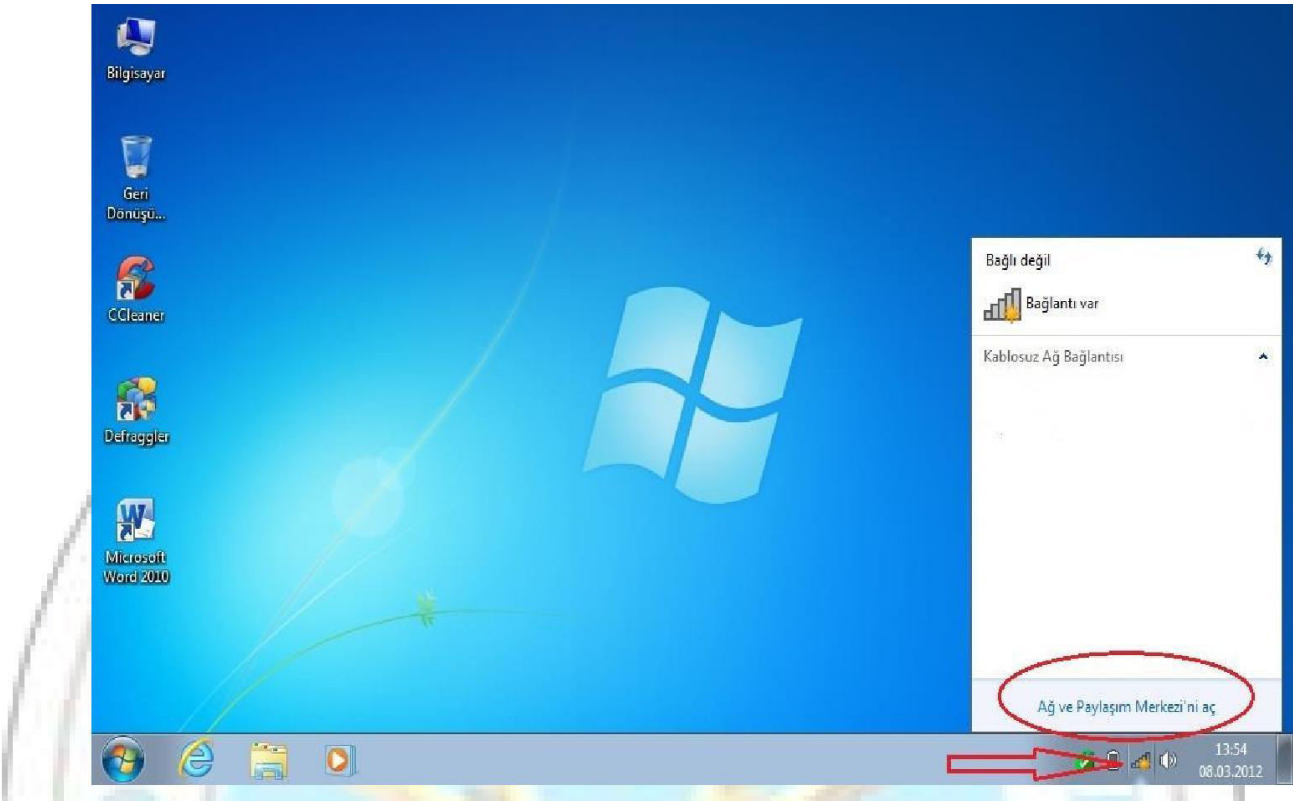 Bilgisayar
Geri
Dönüşü...
CCleaner
Defraggler
Microsoft
Word 2010
Bağlı değil
Bağlantı var
Kablosuz Ağ Bağlantısı
Ağ ve Paylaşım Merkezi'ni aç
13:54
08.03.2012